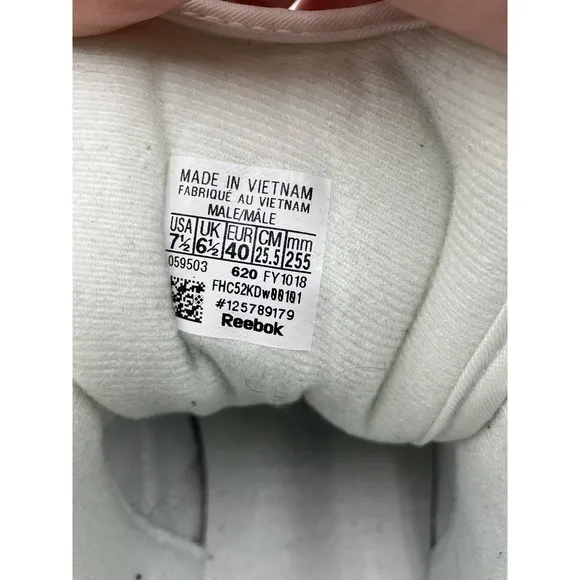 MADE IN VIETNAM
FABRIQUÉ AU VIETNAM
MALE/MÂLE
USA UK EUR CM mm
7½ 6½ 40 25.5 255
059503 620 FY1018
FHC52KDw00101
#125789179
Reebok